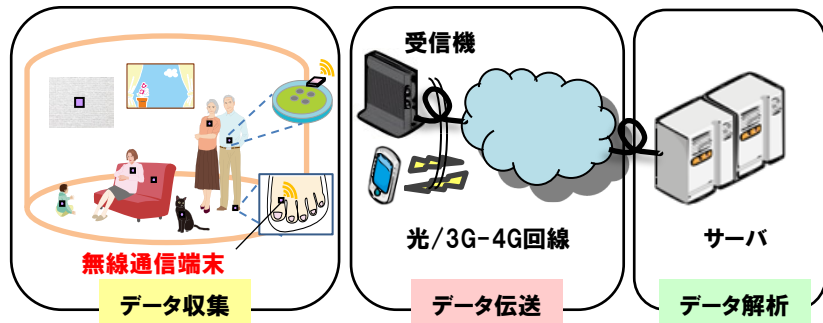 受信機
光/3G-4G回線
サーバ
無線通信端末
データ収集
データ伝送
データ解析